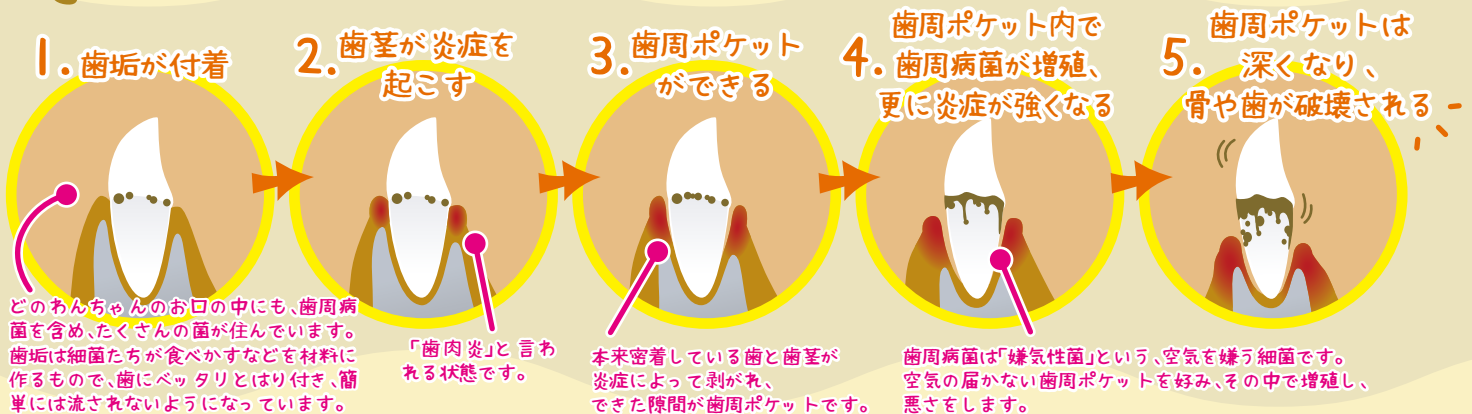 1. 歯垢が付着
2. 歯茎が炎症を
起こす
3. 歯周ポケット
ができる
4. 歯周ポケット内で
歯周病菌が増殖、
更に炎症が強くなる
5. 歯周ポケットは
深くなり、
骨や歯が破壊される
どのわんちゃんのお口の中にも、歯周病
菌を含め、たくさんの菌が住んでいます。
歯垢は細菌たちが食べかすなどを材料に
作るもので、歯にベッタリとはり付き、簡
単には流されないようになっています。
「歯肉炎」と言わ
れる状態です。
本来密着している歯と歯茎が
炎症によって剥がれ、
できた隙間が歯周ポケットです。
歯周病菌は「嫌気性菌」という、空気を嫌う細菌です。
空気の届かない歯周ポケットを好み、その中で増殖し、
悪さをします。